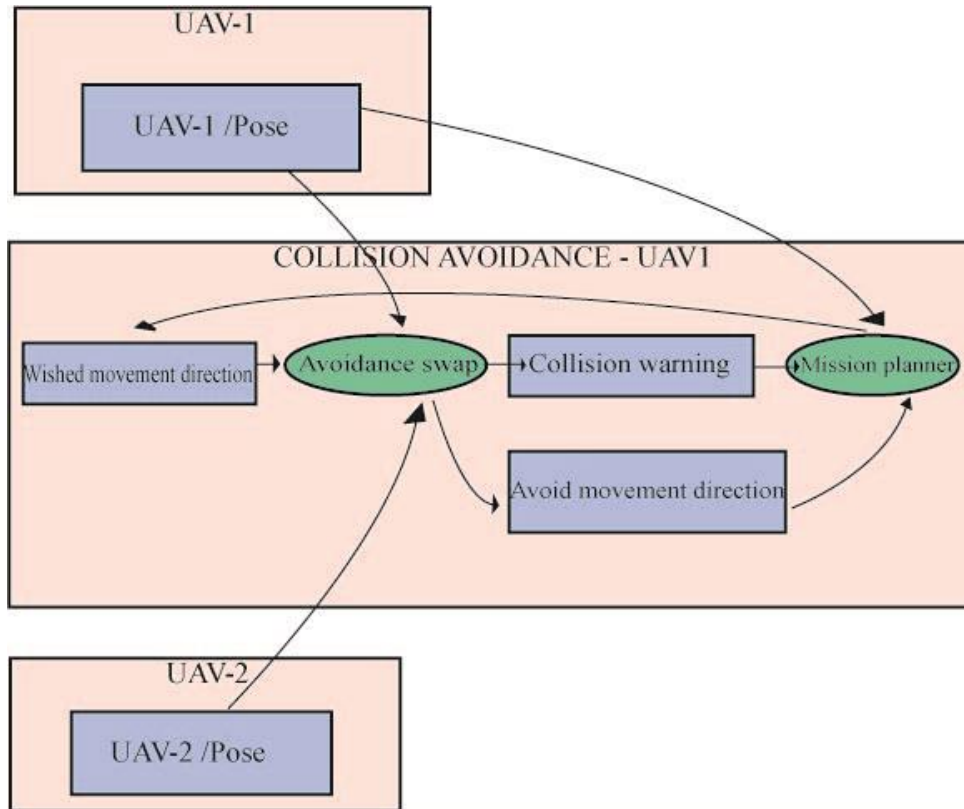 UAV-1
UAV-1 /Pose
COLLISION AVOIDANCE - UAV1
Wished movement direction
Avoidance swap
Collision warning
Mission planner
Avoid movement direction
UAV-2
UAV-2 /Pose